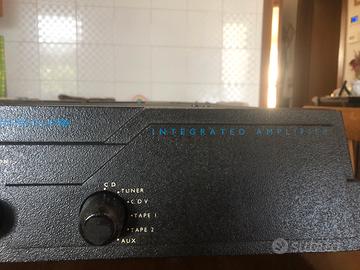 INTEGRATED AMPLIFIER
CD
TUNER
CDV
TAPE 1
TAPE 2
AUX
subito